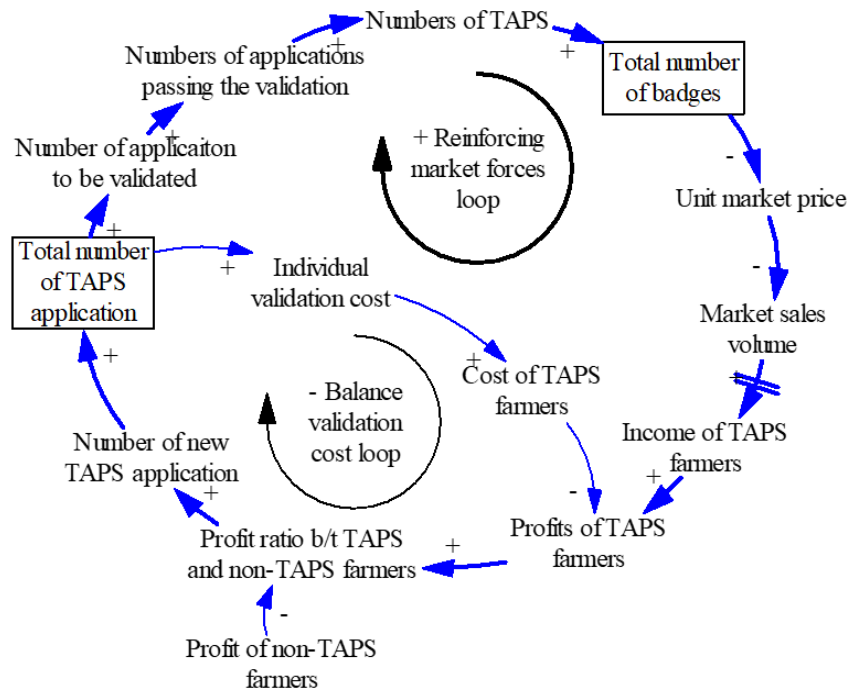 Numbers of TAPS
+
+
Numbers of applications
passing the validation
Total number
of badges
+
+ Reinforcing
market forces
loop
Number of applicaiton
to be validated
-
Unit market price
+
Total number
of TAPS
application
+
Individual
validation cost
-
Market sales
volume
+
+
Cost of TAPS
farmers
+
- Balance
validation
cost loop
Number of new
TAPS application
Income of TAPS
farmers
+
-
+
Profit ratio b/t TAPS
and non-TAPS farmers
+
Profits of TAPS
farmers
-
Profit of non-TAPS
farmers